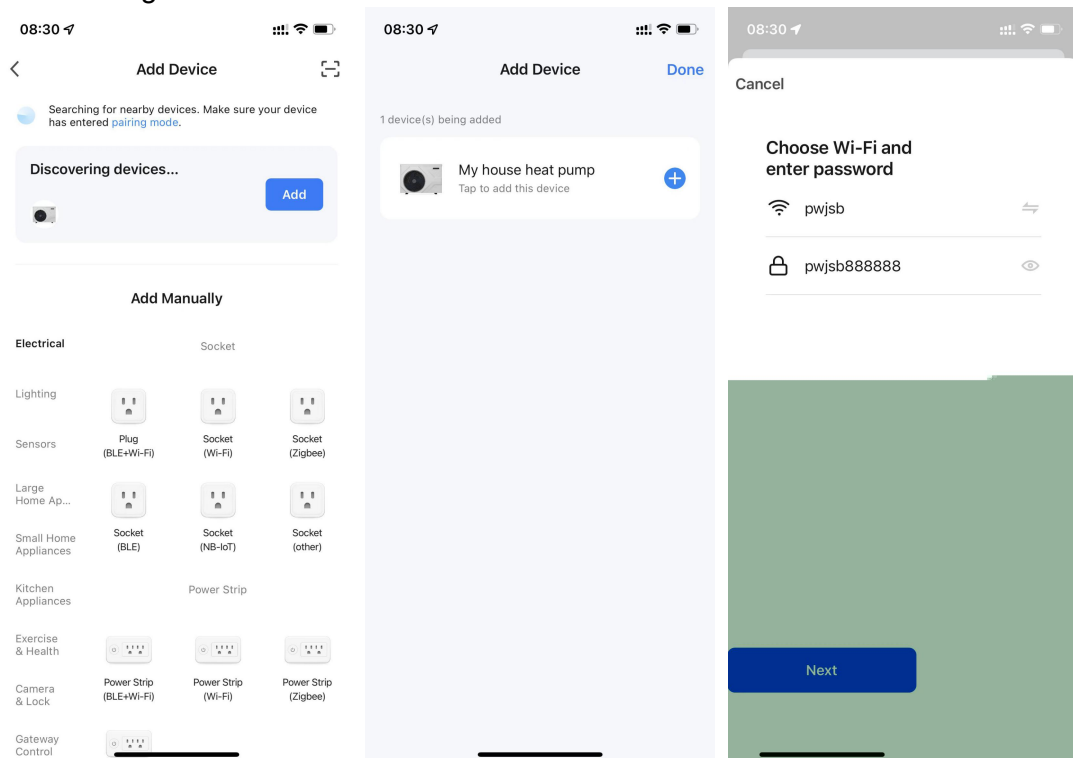 08:30
Add Device
Searching for nearby devices. Make sure your device
has entered pairing mode.
Discovering devices...
Add
Add Manually
Electrical
Socket
Lighting
Plug
(BLE+Wi-Fi)
Socket
(Wi-Fi)
Socket
(Zigbee)
Sensors
Large
Home Ap...
Socket
(BLE)
Socket
(NB-IoT)
Socket
(other)
Small Home
Appliances
Kitchen
Appliances
Power Strip
Exercise
& Health
Power Strip
(BLE+Wi-Fi)
Power Strip
(Wi-Fi)
Power Strip
(Zigbee)
Camera
& Lock
Gateway
Control
08:30
Add Device
Done
1 device(s) being added
My house heat pump
Tap to add this device
08:30
Cancel
Choose Wi-Fi and
enter password
pwjsb
pwjsb888888
Next